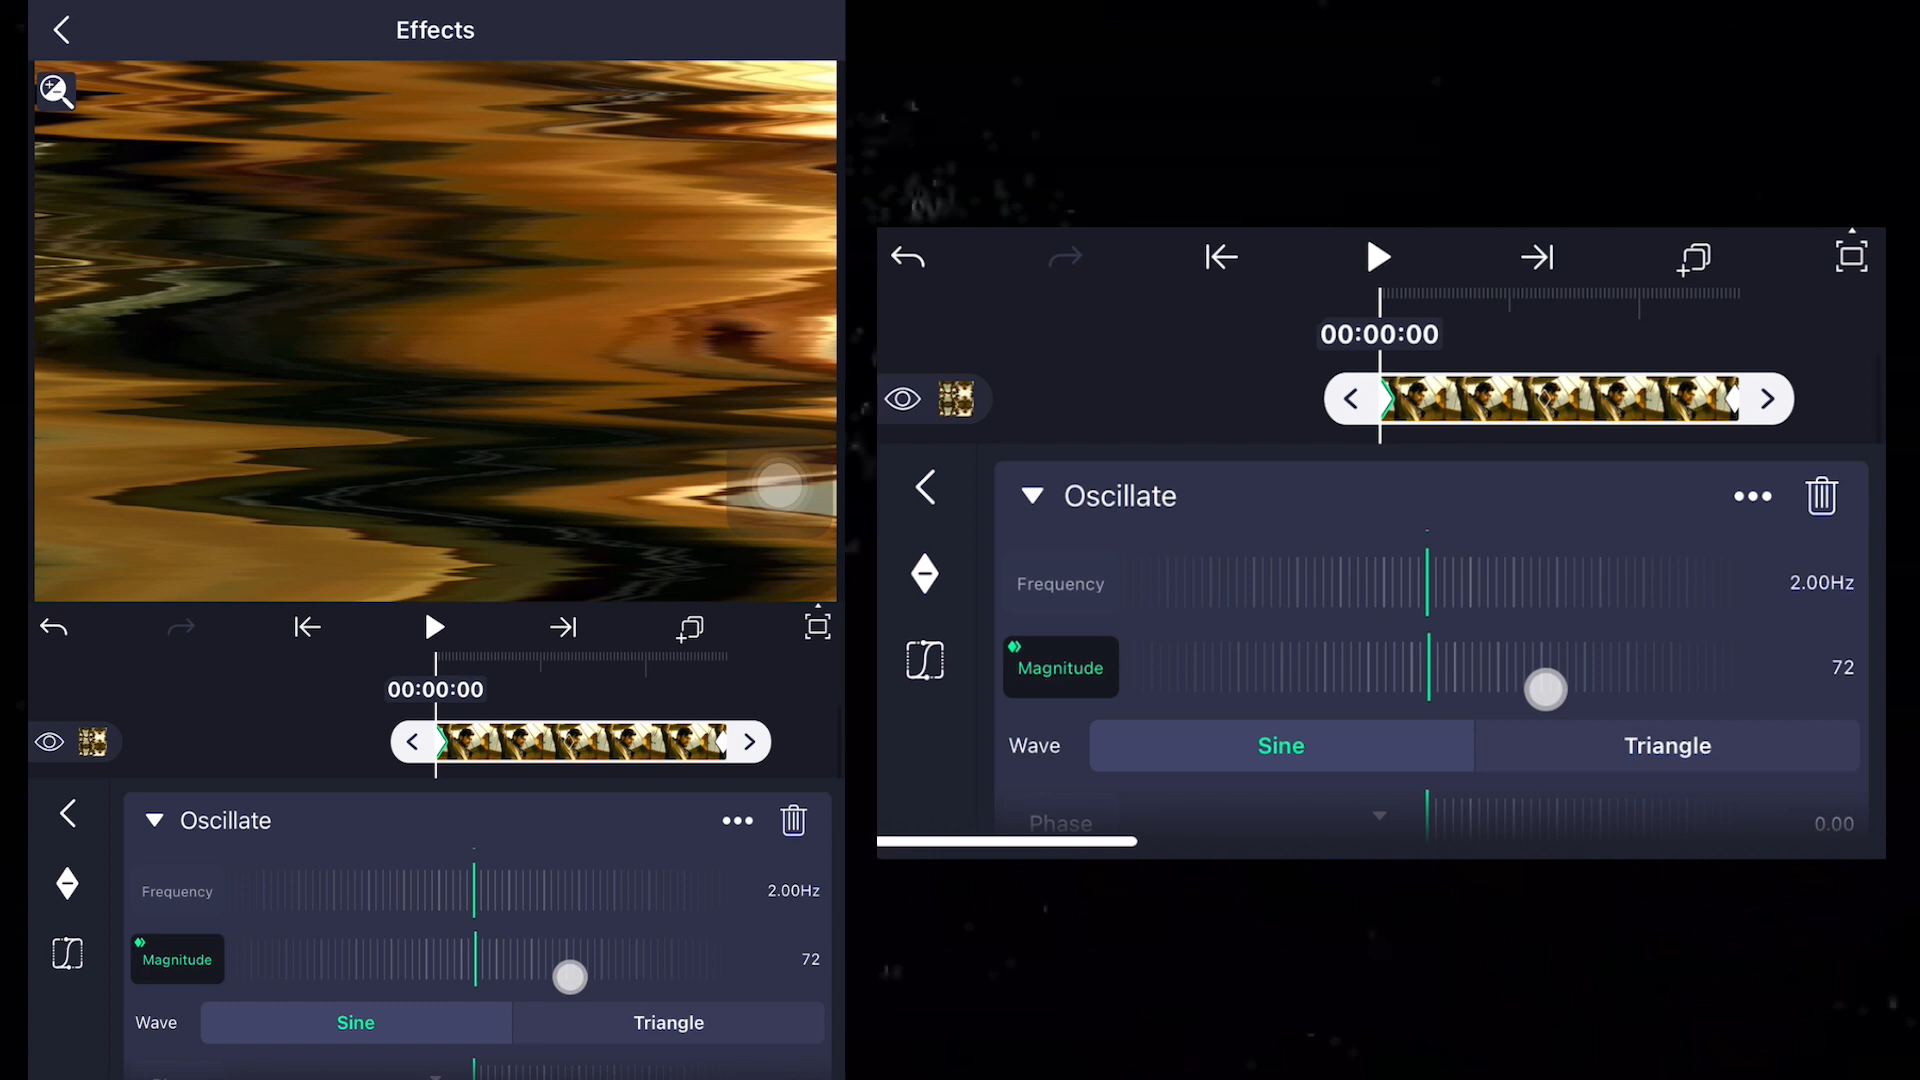 Effects
00:00:00
Oscillate
Frequency
2.00Hz
Magnitude
72
Wave
Sine
Triangle
00:00:00
Oscillate
Frequency
2.00Hz
Magnitude
72
Wave
Sine
Triangle
Phase
0.00